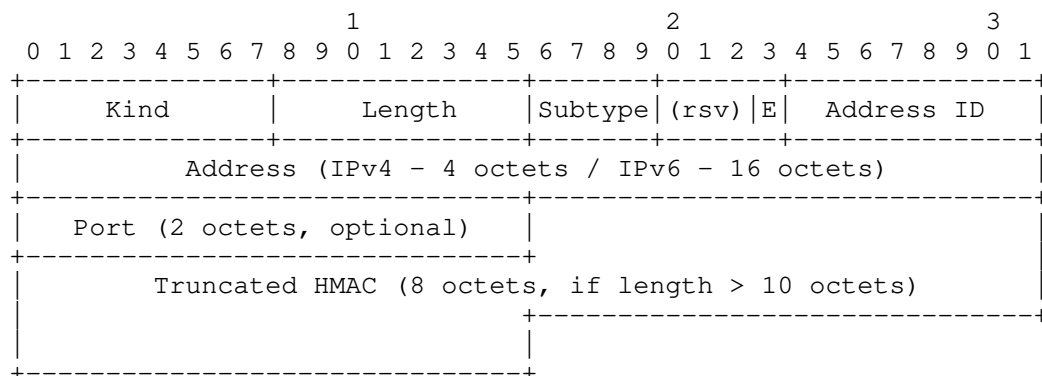 1 2 3
0 1 2 3 4 5 6 7 8 9 0 1 2 3 4 5 6 7 8 9 0 1 2 3 4 5 6 7 8 9 0 1
Kind Length Subtype (rsv) E Address ID
Address (IPv4 - 4 octets / IPv6 - 16 octets)
Port (2 octets, optional)
Truncated HMAC (8 octets, if length > 10 octets)